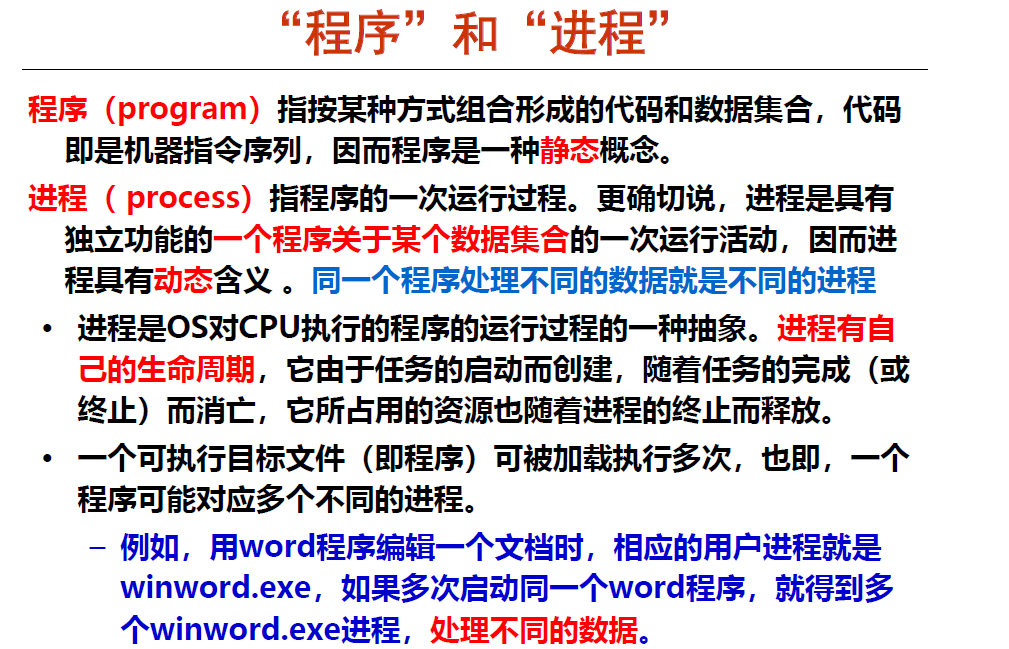 “程序”和“进程”
程序（program）指按某种方式组合形成的代码和数据集合，代码
即是机器指令序列，因而程序是一种静态概念。
进程（ process）指程序的一次运行过程。更确切说，进程是具有
独立功能的一个程序关于某个数据集合的一次运行活动，因而进
程具有动态含义 。同一个程序处理不同的数据就是不同的进程
• 进程是OS对CPU执行的程序的运行过程的一种抽象。进程有自
己的生命周期，它由于任务的启动而创建，随着任务的完成（或
终止）而消亡，它所占用的资源也随着进程的终止而释放。
• 一个可执行目标文件（即程序）可被加载执行多次，也即，一个
程序可能对应多个不同的进程。
– 例如，用word程序编辑一个文档时，相应的用户进程就是
winword.exe，如果多次启动同一个word程序，就得到多
个winword.exe进程，处理不同的数据。